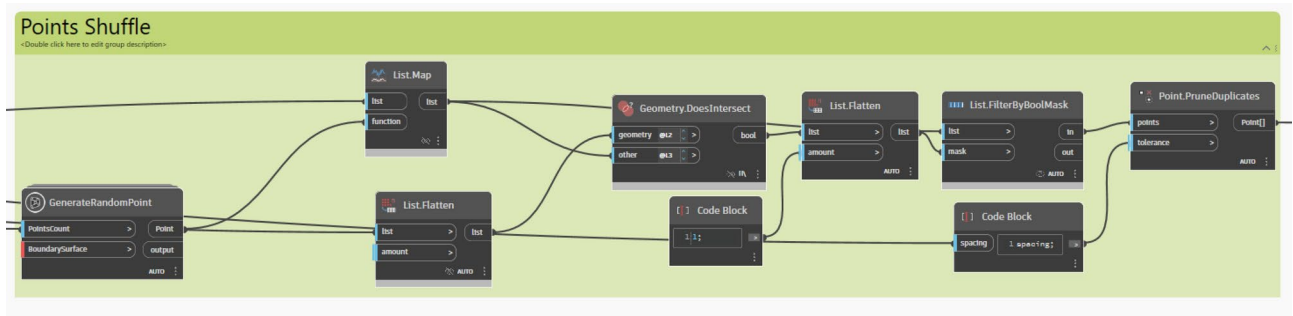 Points Shuffle
<Double click here to edit group description>
List.Map
list > list
function
GenerateRandomPoint
PointsCount > Point
BoundarySurface > output
AUTO
List.Flatten
list > list
amount >
AUTO
Geometry.DoesIntersect
geometry @L2 > bool
other @L3 >
List.Flatten
list > list
amount >
AUTO
Code Block
1 1;
>
List.FilterByBoolMask
list > in
mask > out
AUTO
Code Block
spacing 1 spacing; >
Point.PruneDuplicates
points > Point[]
tolerance >
AUTO